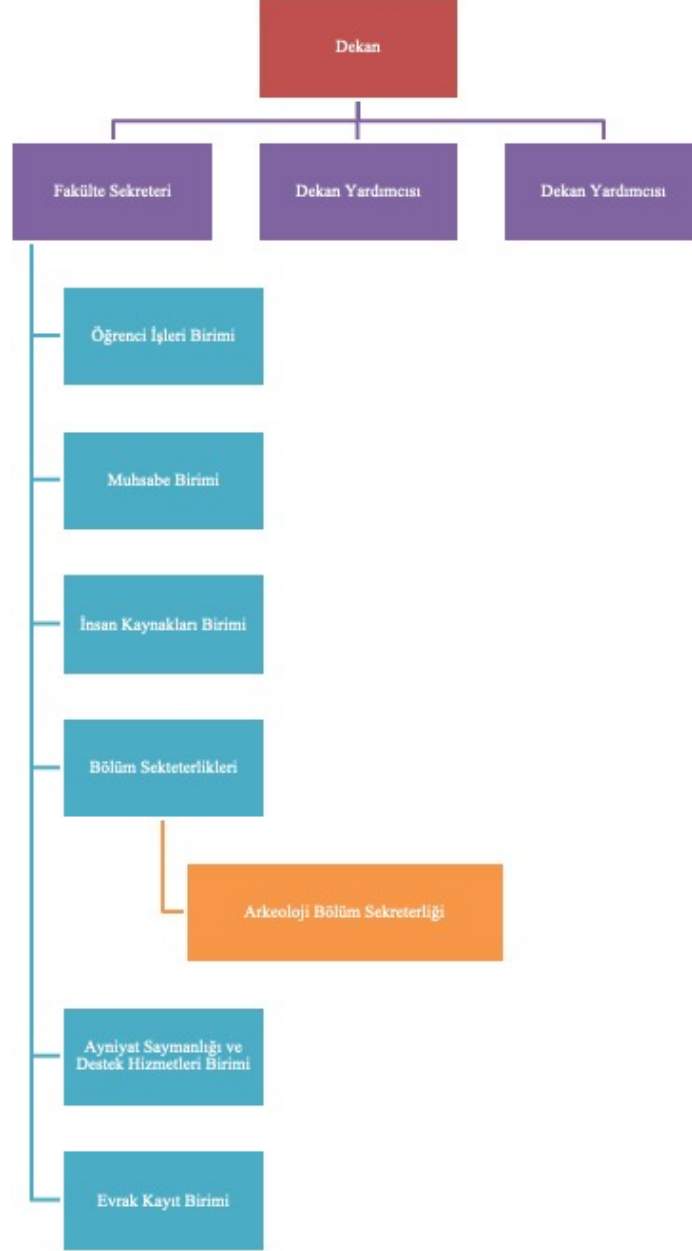 Dekan
Fakülte Sekreteri
Dekan Yardımcısı
Dekan Yardımcısı
Öğrenci İşleri Birimi
Muhsabe Birimi
İnsan Kaynakları Birimi
Bölüm Sekteterlikleri
Arkeoloji Bölüm Sekreterliği
Ayniyat Saymanlığı ve
Destek Hizmetleri Birimi
Evrak Kayıt Birimi